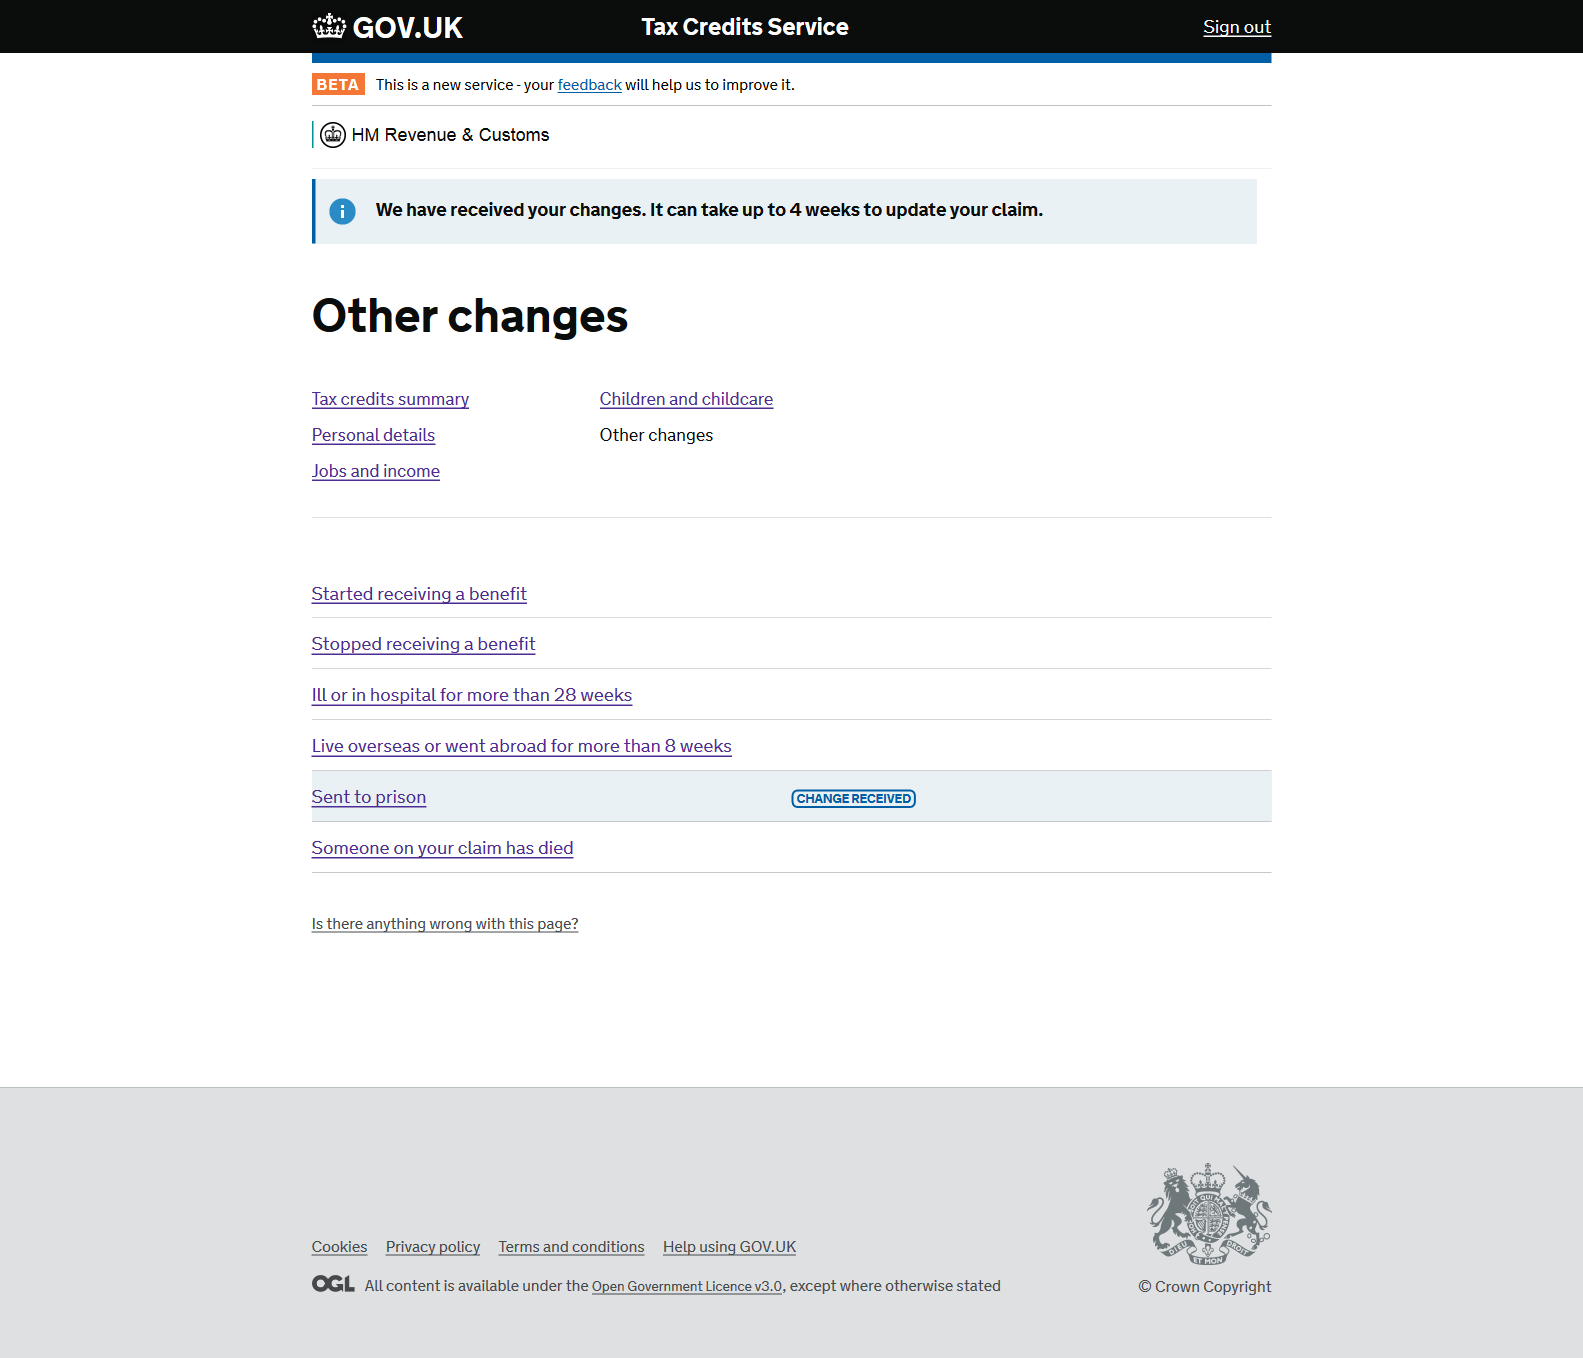 GOV.UK Tax Credits Service Sign out
BETA This is a new service - your feedback will help us to improve it.
HM Revenue & Customs
We have received your changes. It can take up to 4 weeks to update your claim.
Other changes
Tax credits summary
Personal details
Jobs and income
Children and childcare
Other changes
Started receiving a benefit
Stopped receiving a benefit
Ill or in hospital for more than 28 weeks
Live overseas or went abroad for more than 8 weeks
Sent to prison CHANGE RECEIVED
Someone on your claim has died
Is there anything wrong with this page?
Cookies Privacy policy Terms and conditions Help using GOV.UK
OGL All content is available under the Open Government Licence v3.0, except where otherwise stated
DIEU ET MON DROIT
© Crown Copyright